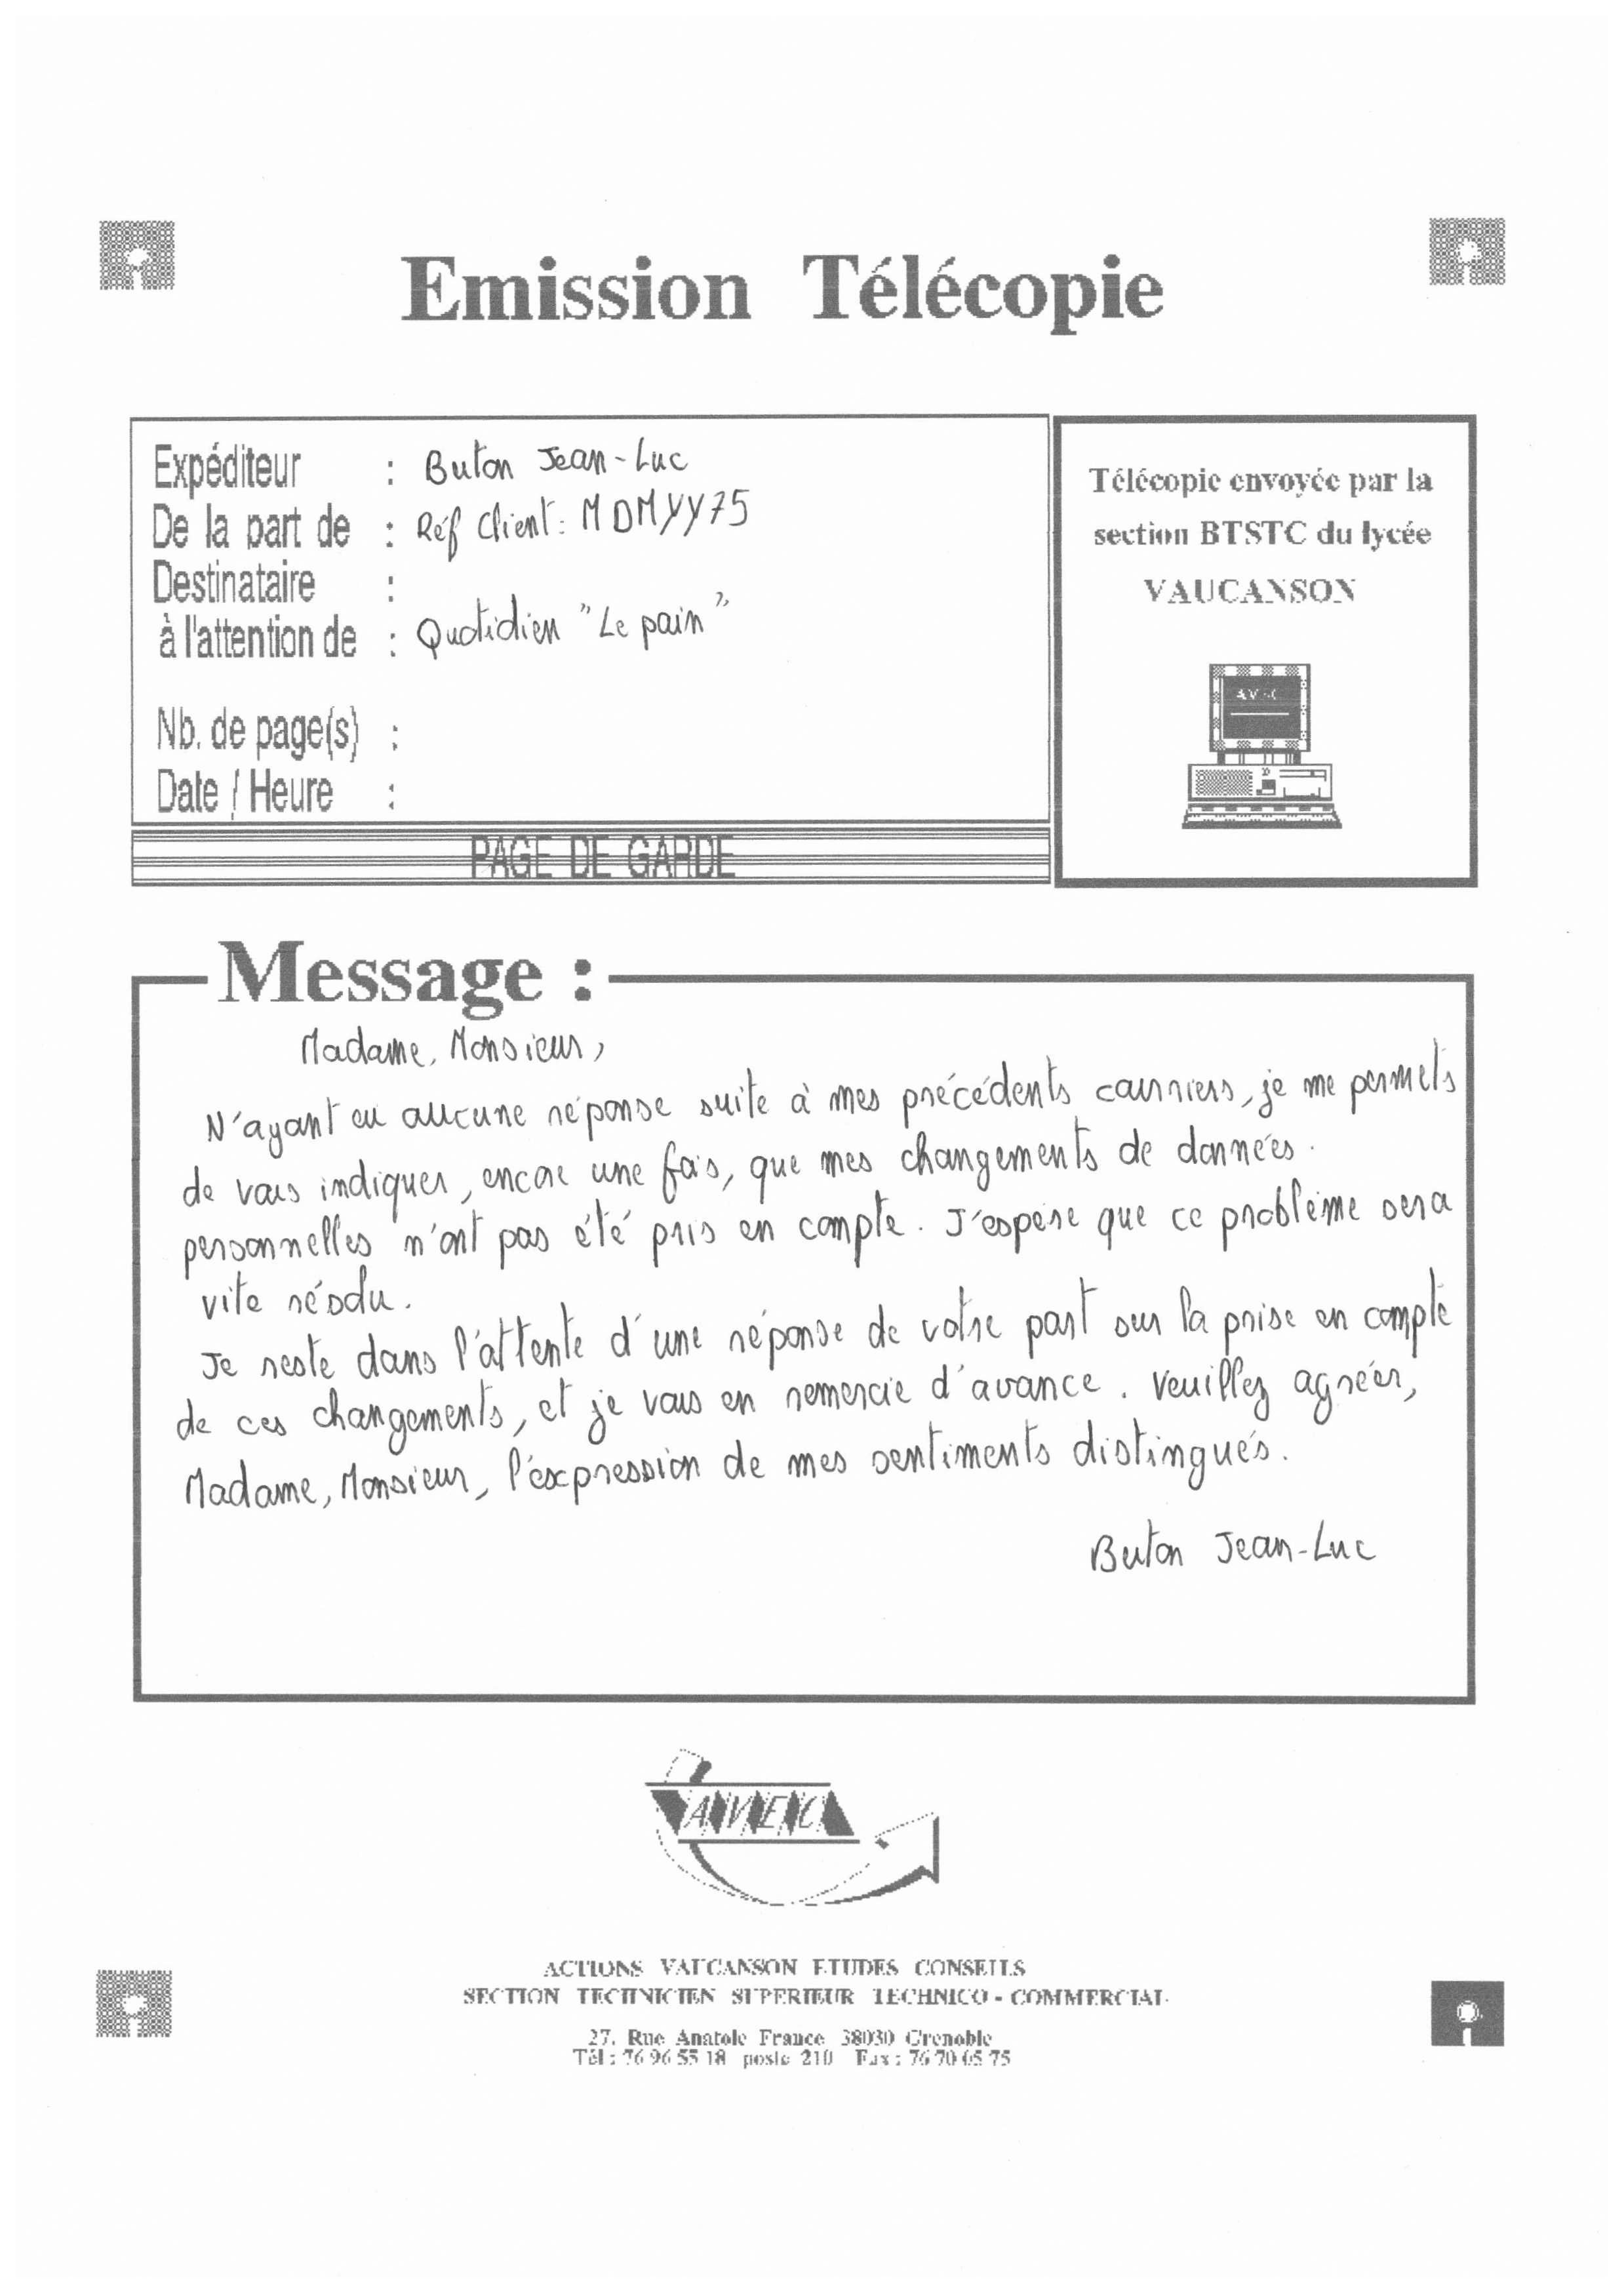 Emission Télécopie
Expéditeur : Buton Jean-Luc
De la part de : Réf Client : MDMYY75
Destinataire :
à l'attention de : Quotidien "Le pain"
Nb. de page(s) :
Date / Heure :
PAGE DE GARDE
Télécopie envoyée par la
section BTSTC du lycée
VAUCANSON
Message :
Madame, Monsieur,
N'ayant eu aucune réponse suite à mes précédents courriers, je me permets
de vous indiquer, encore une fois, que mes changements de données.
personnelles n'ont pas été pris en compte. J'espère que ce problème sera
vite résolu.
Je reste dans l'attente d'une réponse de votre part sur la prise en compte
de ces changements, et je vous en remercie d'avance. Veuillez agréer,
Madame, Monsieur, l'expression de mes sentiments distingués.
Buton Jean-Luc
AVEC
ACTIONS VAUCANSON ETUDES CONSEILS
SECTION TECHNICIEN SUPERIEUR TECHNICO - COMMERCIAL
27, Rue Anatole France 38030 Grenoble
Tél : 76 96 55 18 poste 210 Fax : 76 70 65 75